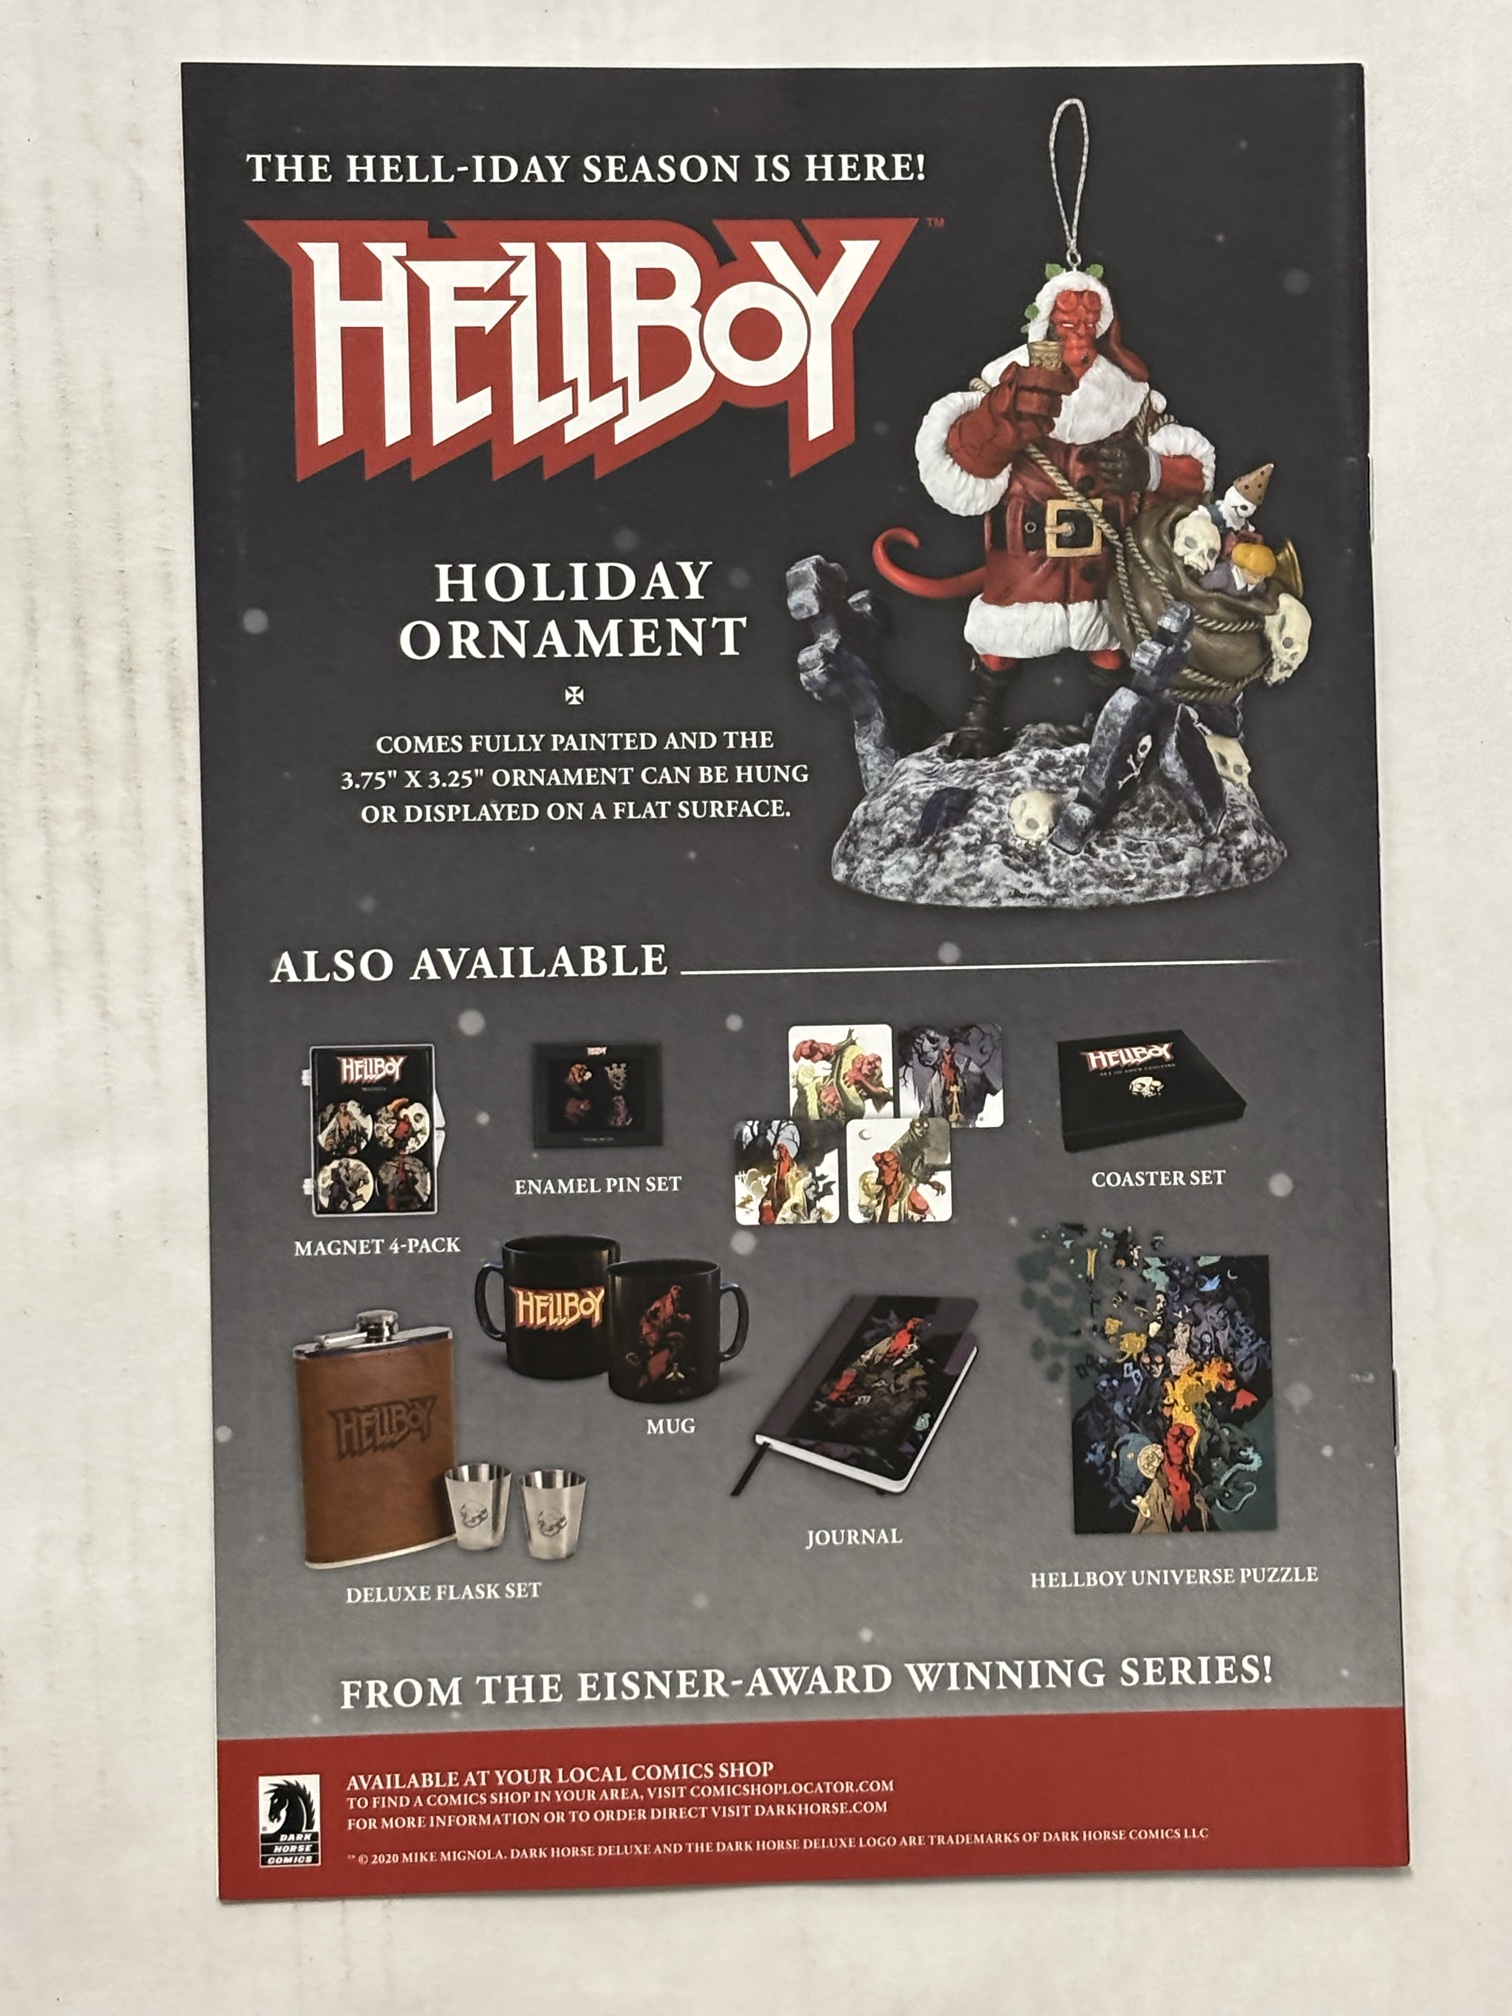 THE HELL-IDAY SEASON IS HERE!
HELLBOY™
HOLIDAY
ORNAMENT
COMES FULLY PAINTED AND THE
3.75" X 3.25" ORNAMENT CAN BE HUNG
OR DISPLAYED ON A FLAT SURFACE.
ALSO AVAILABLE
HELLBOY
MAGNET 4-PACK
HELLBOY
ENAMEL PIN SET
HELLBOY
SET OF FOUR COASTERS
COASTER SET
HELLBOY
MUG
HELLBOY
DELUXE FLASK SET
JOURNAL
HELLBOY UNIVERSE PUZZLE
FROM THE EISNER-AWARD WINNING SERIES!
DARK
HORSE
COMICS
AVAILABLE AT YOUR LOCAL COMICS SHOP
TO FIND A COMICS SHOP IN YOUR AREA, VISIT COMICSHOPLOCATOR.COM
FOR MORE INFORMATION OR TO ORDER DIRECT VISIT DARKHORSE.COM
™ © 2020 MIKE MIGNOLA. DARK HORSE DELUXE AND THE DARK HORSE DELUXE LOGO ARE TRADEMARKS OF DARK HORSE COMICS LLC